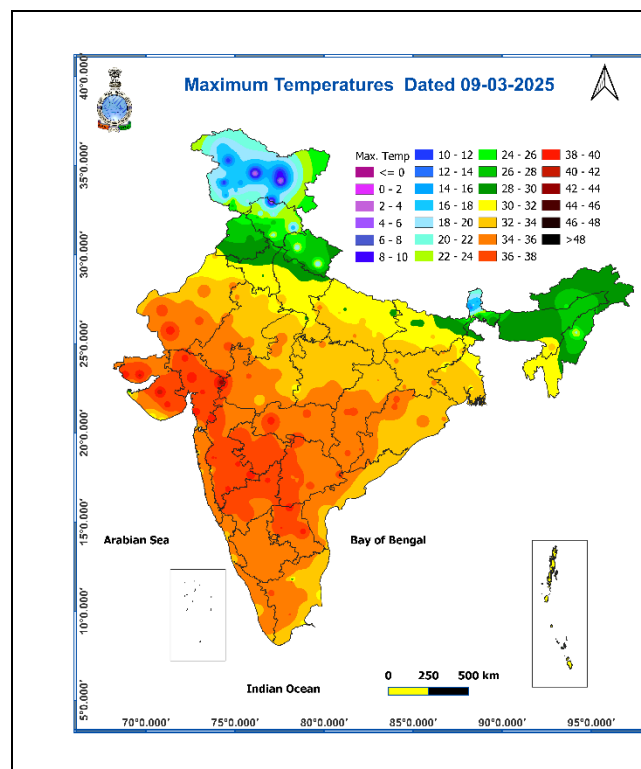 Maximum Temperatures Dated 09-03-2025
Max. Temp
<= 0
0 - 2
2 - 4
4 - 6
6 - 8
8 - 10
10 - 12
12 - 14
14 - 16
16 - 18
18 - 20
20 - 22
22 - 24
24 - 26
26 - 28
28 - 30
30 - 32
32 - 34
34 - 36
36 - 38
38 - 40
40 - 42
42 - 44
44 - 46
46 - 48
>48
40°0.000'
35°0.000'
30°0.000'
25°0.000'
20°0.000'
15°0.000'
10°0.000'
5°0.000'
Arabian Sea
Bay of Bengal
Indian Ocean
0 250 500 km
70°0.000' 75°0.000' 80°0.000' 85°0.000' 90°0.000' 95°0.000'